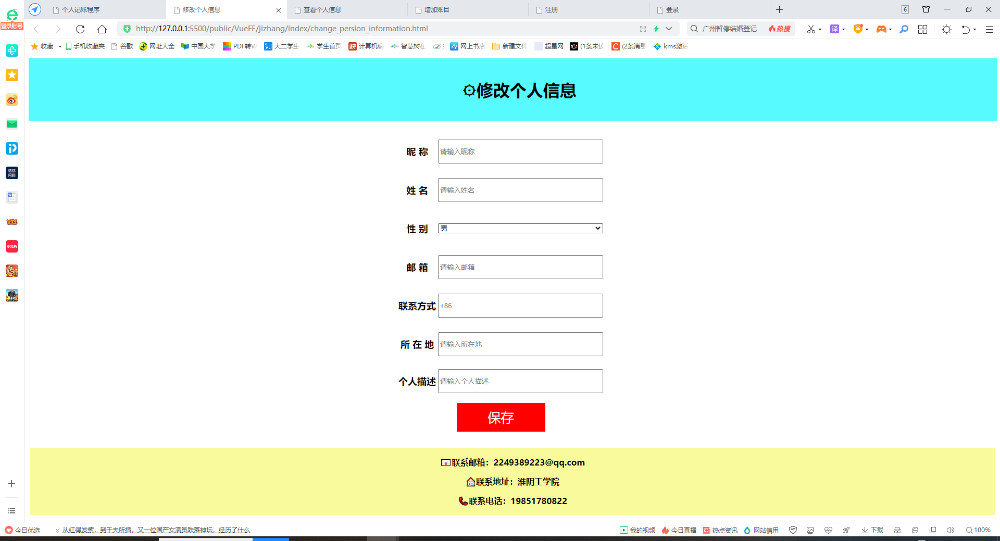 登录账号
个人记账程序
修改个人信息
查看个人信息
增加账目
注册
登录
6
http://127.0.0.1:5500/public/VueFE/jizhang/index/change_persion_information.html
广州暂停结婚登记
热搜
译
收藏
手机收藏夹
谷歌
网址大全
中国大学
PDF转W
知
大二学生
学生首页
快
计算机编
智慧树在
网上书店
新建文件
超星网
(1条未读
C
(2条消息
kms激活
环球
网校
小红书
修改个人信息
昵 称
请输入昵称
姓 名
请输入姓名
性 别
男
邮 箱
请输入邮箱
联系方式
+86
所 在 地
请输入所在地
个人描述
请输入个人描述
保存
联系邮箱：2249389223@qq.com
联系地址：淮阴工学院
联系电话：19851780822
今日优选
从红得发紫，到千夫所指，又一位国产女演员跌落神坛，经历了什么
我的视频
今日直播
热点资讯
网站信用
下载
100%